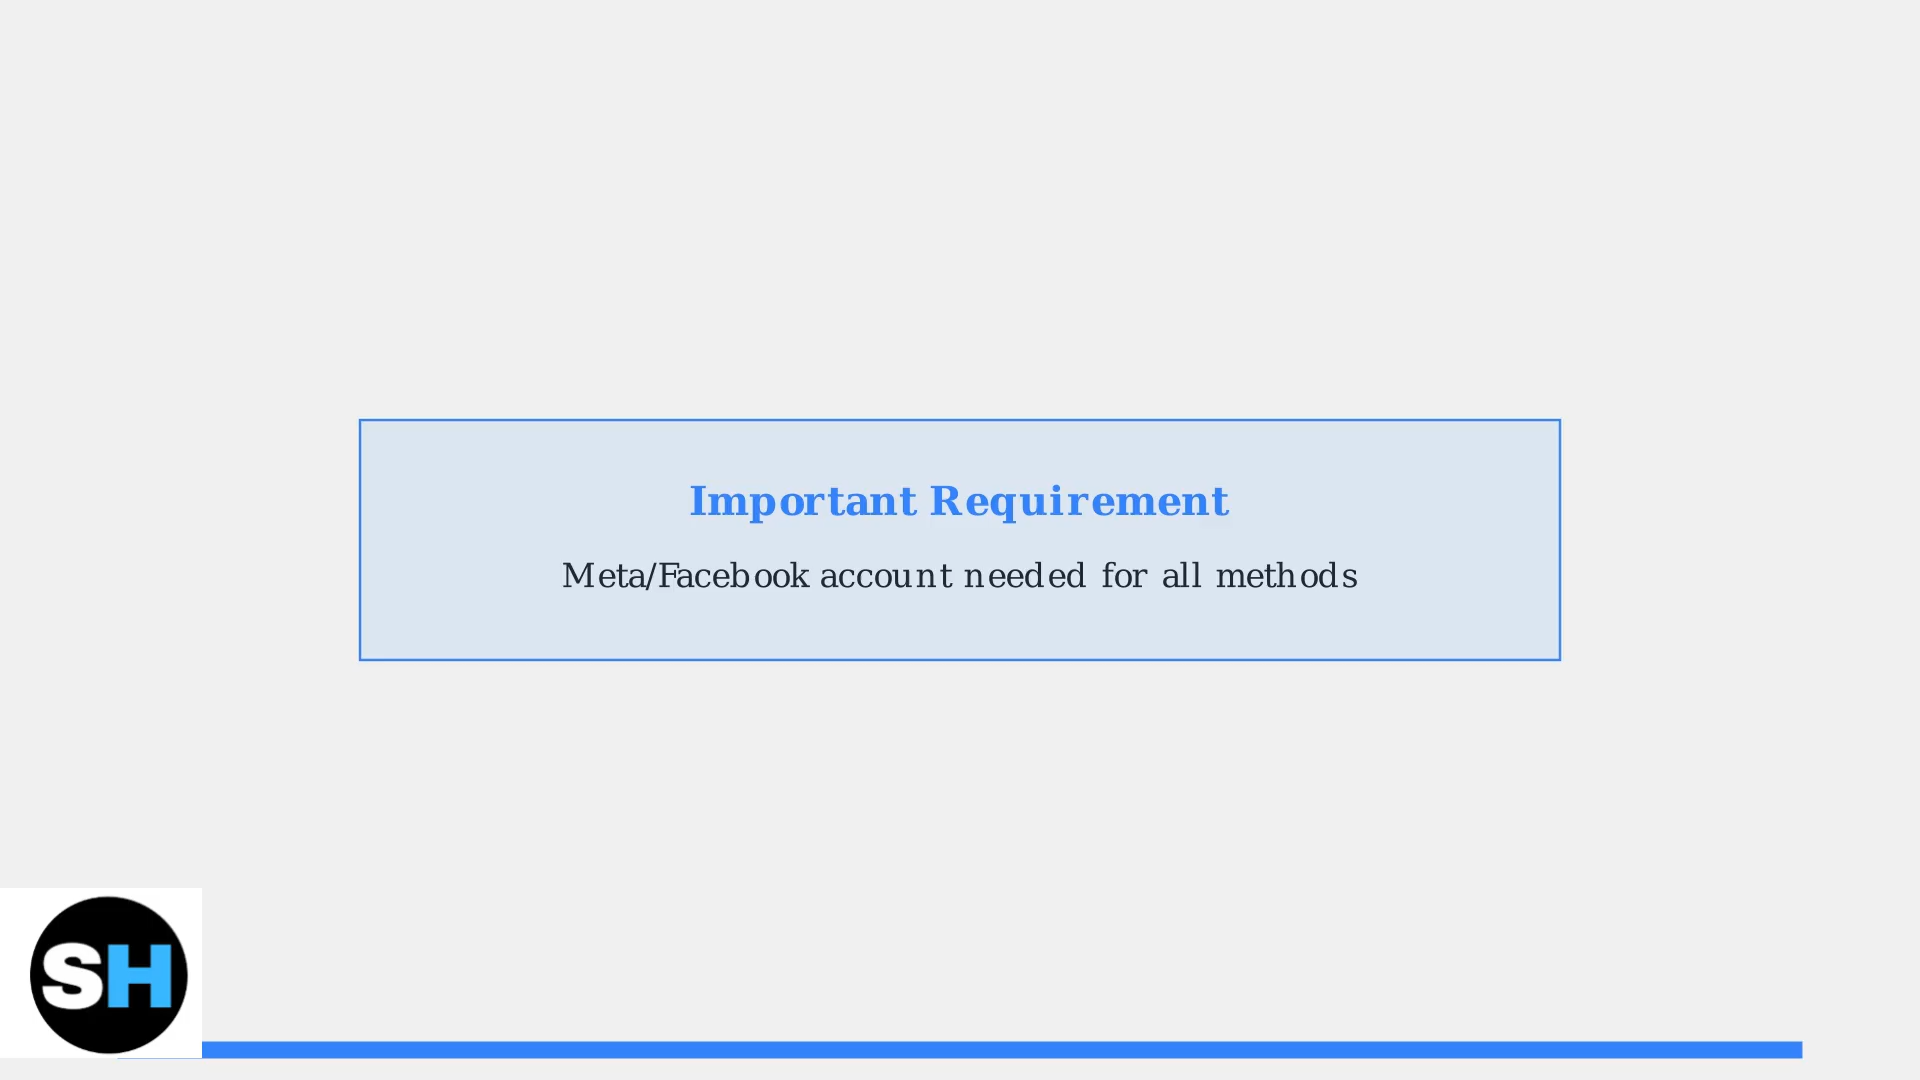 Important Requirement
Meta/Facebook account needed for all methods
SH